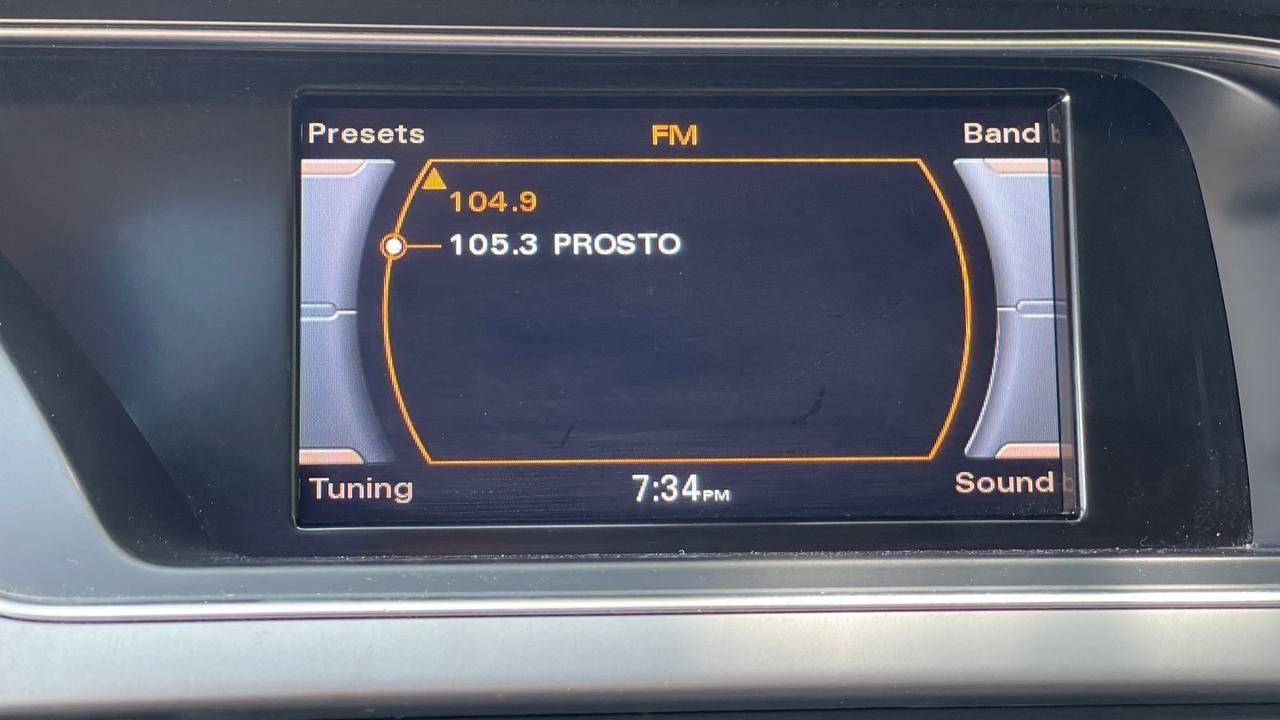 Presets FM Band
104.9
105.3 PROSTO
Tuning 7:34PM Sound